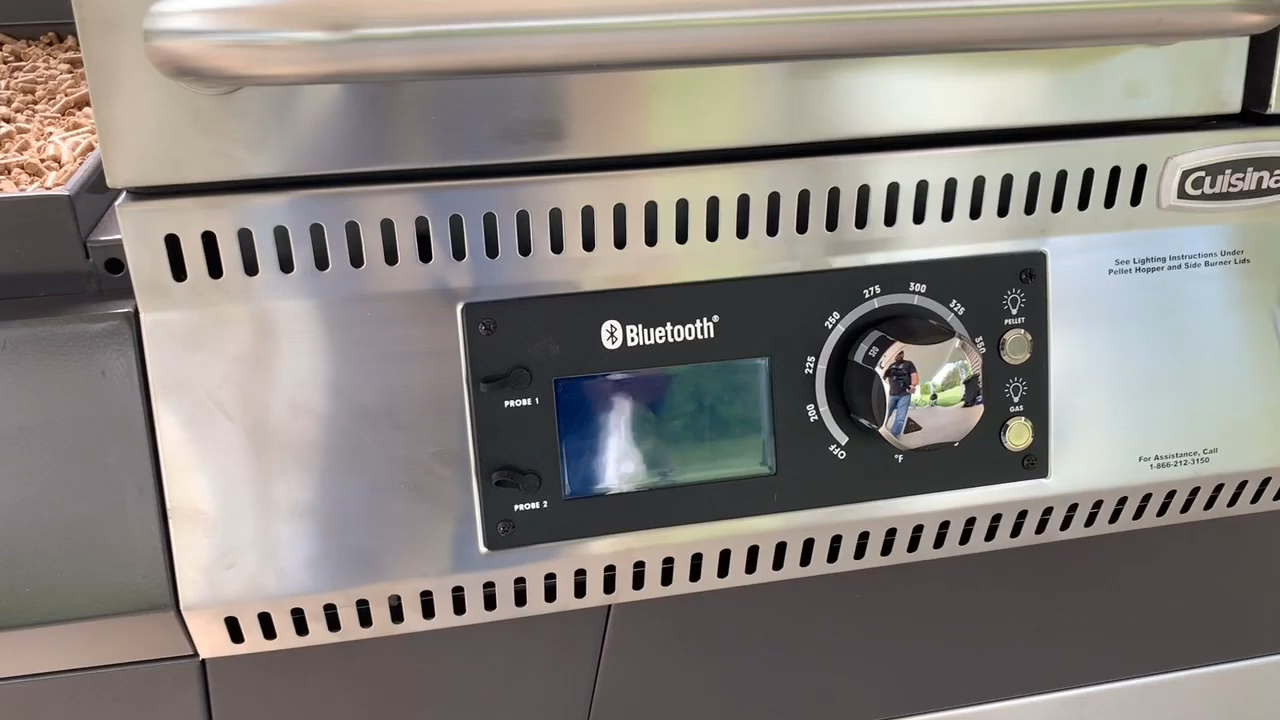 Cuisina
See Lighting Instructions Under
Pellet Hopper and Side Burner Lids
Bluetooth®
PROBE 1
PROBE 2
OFF
200
225
250
275
300
325
350
°F
PELLET
GAS
For Assistance, Call
1-866-212-3150